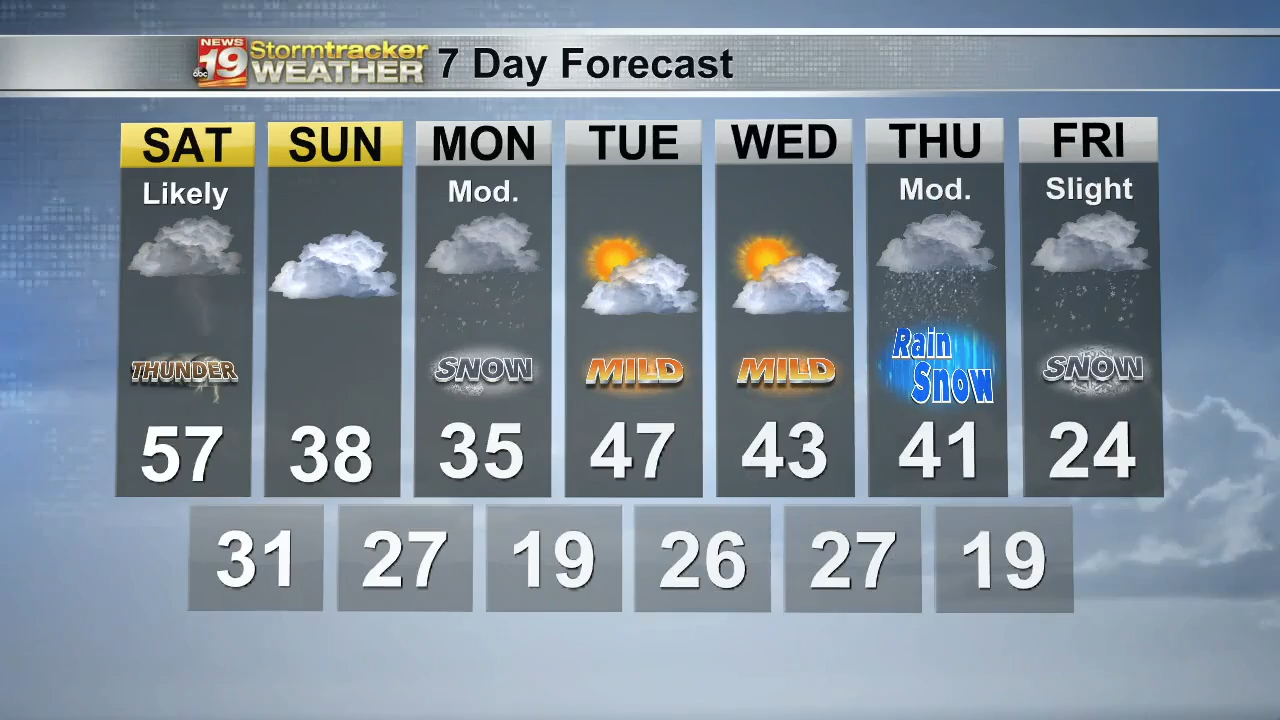 NEWS
abc 19
Stormtracker
WEATHER
7 Day Forecast
SAT SUN MON TUE WED THU FRI
Likely Mod. Mod. Slight
THUNDER SNOW MILD MILD Rain Snow SNOW
57 38 35 47 43 41 24
31 27 19 26 27 19